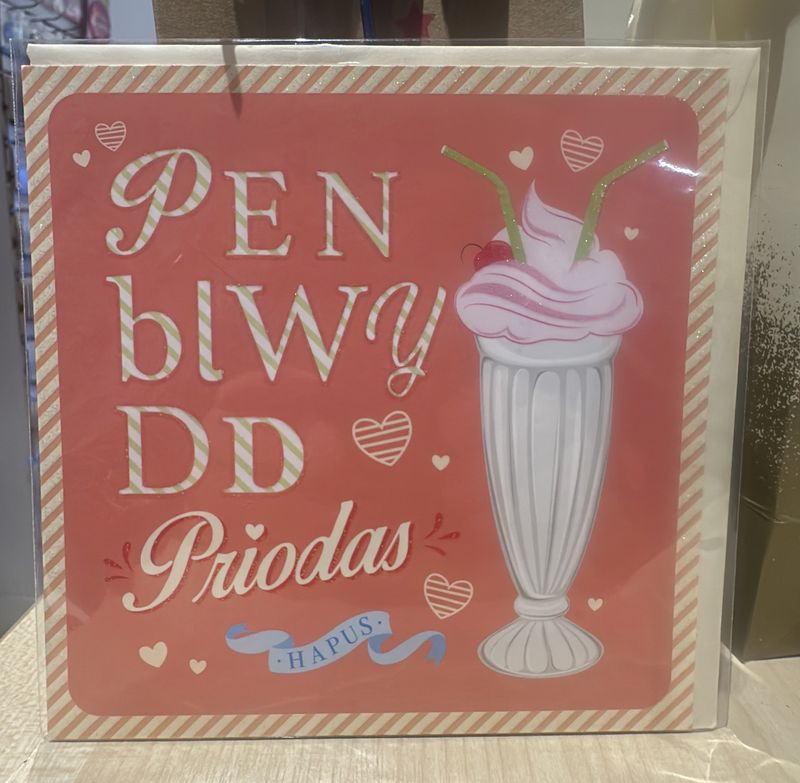 PEN
blWY
DD
Priodas
·HAPUS·